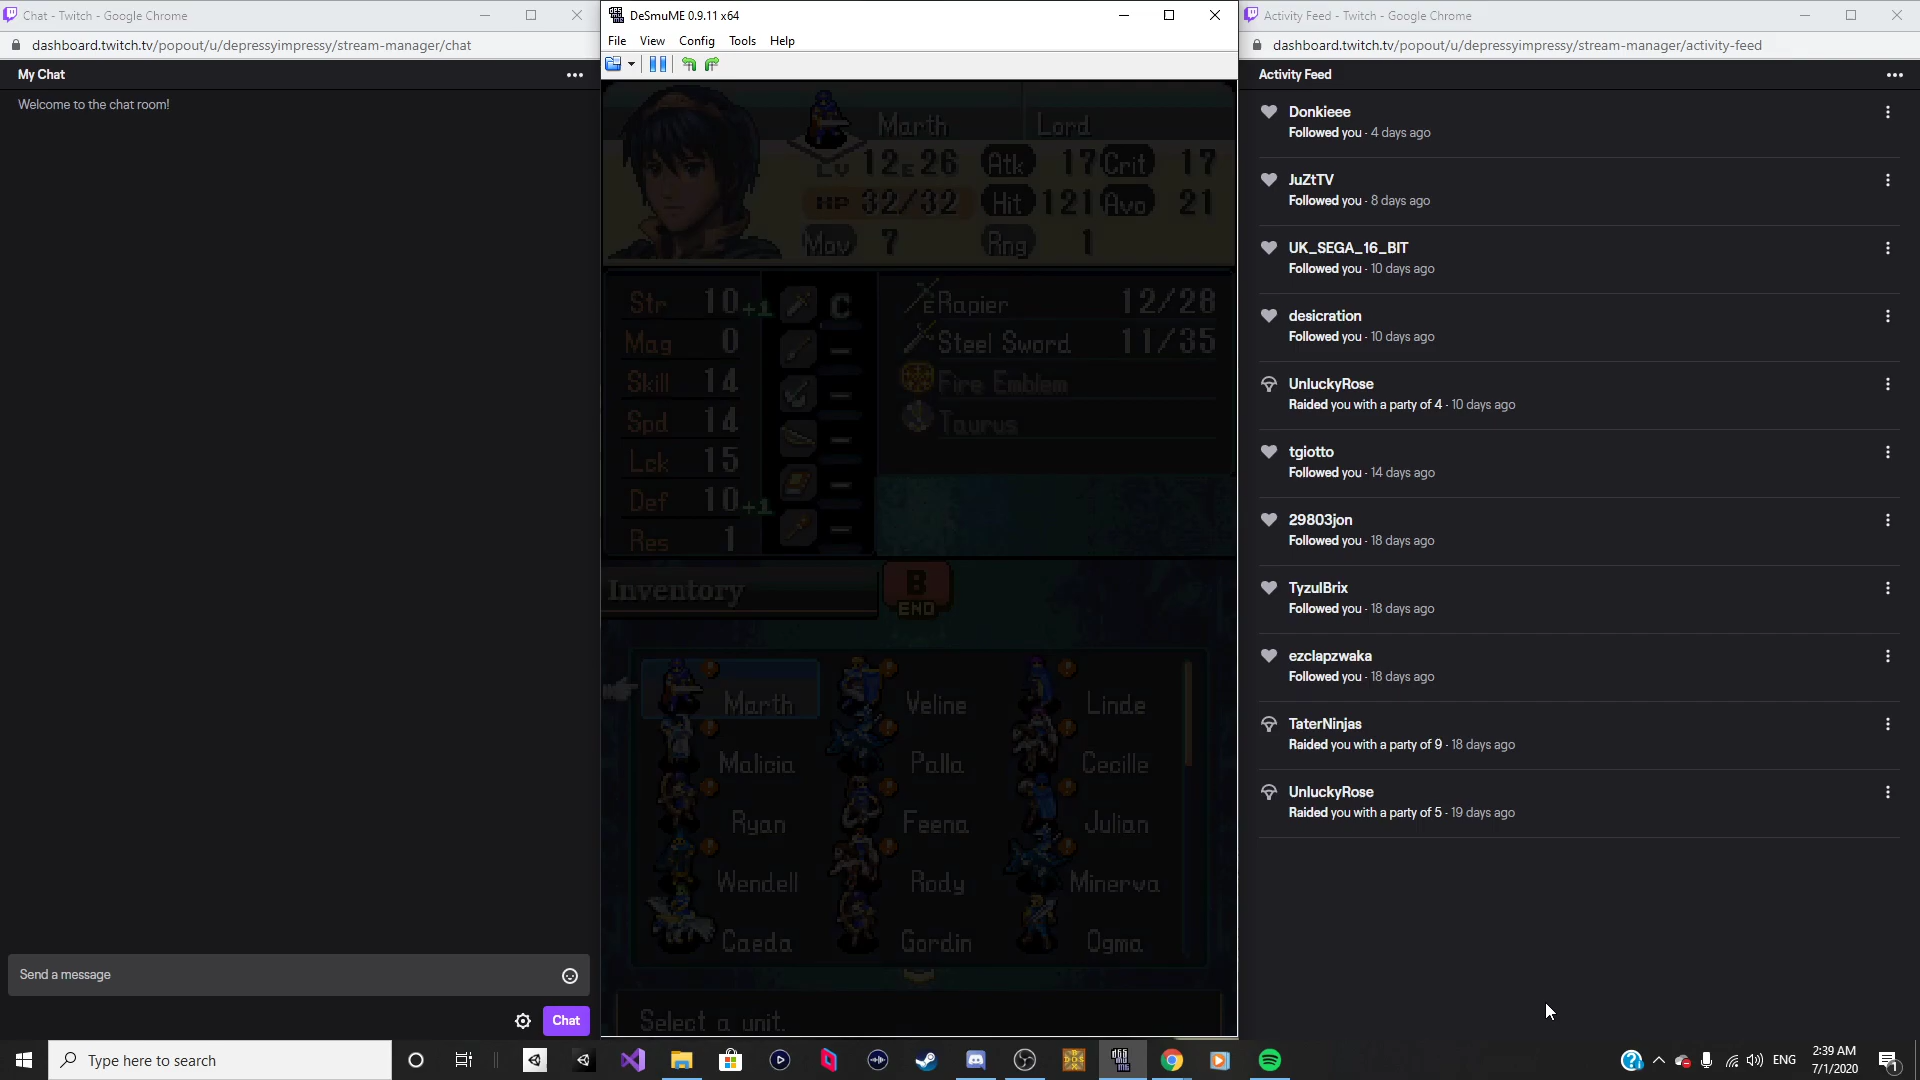 Chat - Twitch - Google Chrome
dashboard.twitch.tv/popout/u/depressyimpressy/stream-manager/chat
My Chat
Welcome to the chat room!
Send a message
Chat
DeSmuME 0.9.11 x64
File View Config Tools Help
Marth Lord
Lv 12 E 26 Atk 17 Crit 17
HP 32/32 Hit 121 Avo 21
Mov 7 Rng 1
Str 10 +1 C
Mag 0 –
Skill 14 –
Spd 14 –
Lck 15 –
Def 10 +1 –
Res 1
E Rapier 12/28
Steel Sword 11/35
Fire Emblem
Taurus
Inventory B END
Marth Veline Linde
Malicia Palla Cecille
Ryan Feena Julian
Wendell Rody Minerva
Caeda Gordin Ogma
Select a unit.
Activity Feed - Twitch - Google Chrome
dashboard.twitch.tv/popout/u/depressyimpressy/stream-manager/activity-feed
Activity Feed
Donkieee
Followed you - 4 days ago
JuZtTV
Followed you - 8 days ago
UK_SEGA_16_BIT
Followed you - 10 days ago
desicration
Followed you - 10 days ago
UnluckyRose
Raided you with a party of 4 - 10 days ago
tgiotto
Followed you - 14 days ago
29803jon
Followed you - 18 days ago
TyzulBrix
Followed you - 18 days ago
ezclapzwaka
Followed you - 18 days ago
TaterNinjas
Raided you with a party of 9 - 18 days ago
UnluckyRose
Raided you with a party of 5 - 19 days ago
Type here to search
ENG
2:39 AM
7/1/2020
1